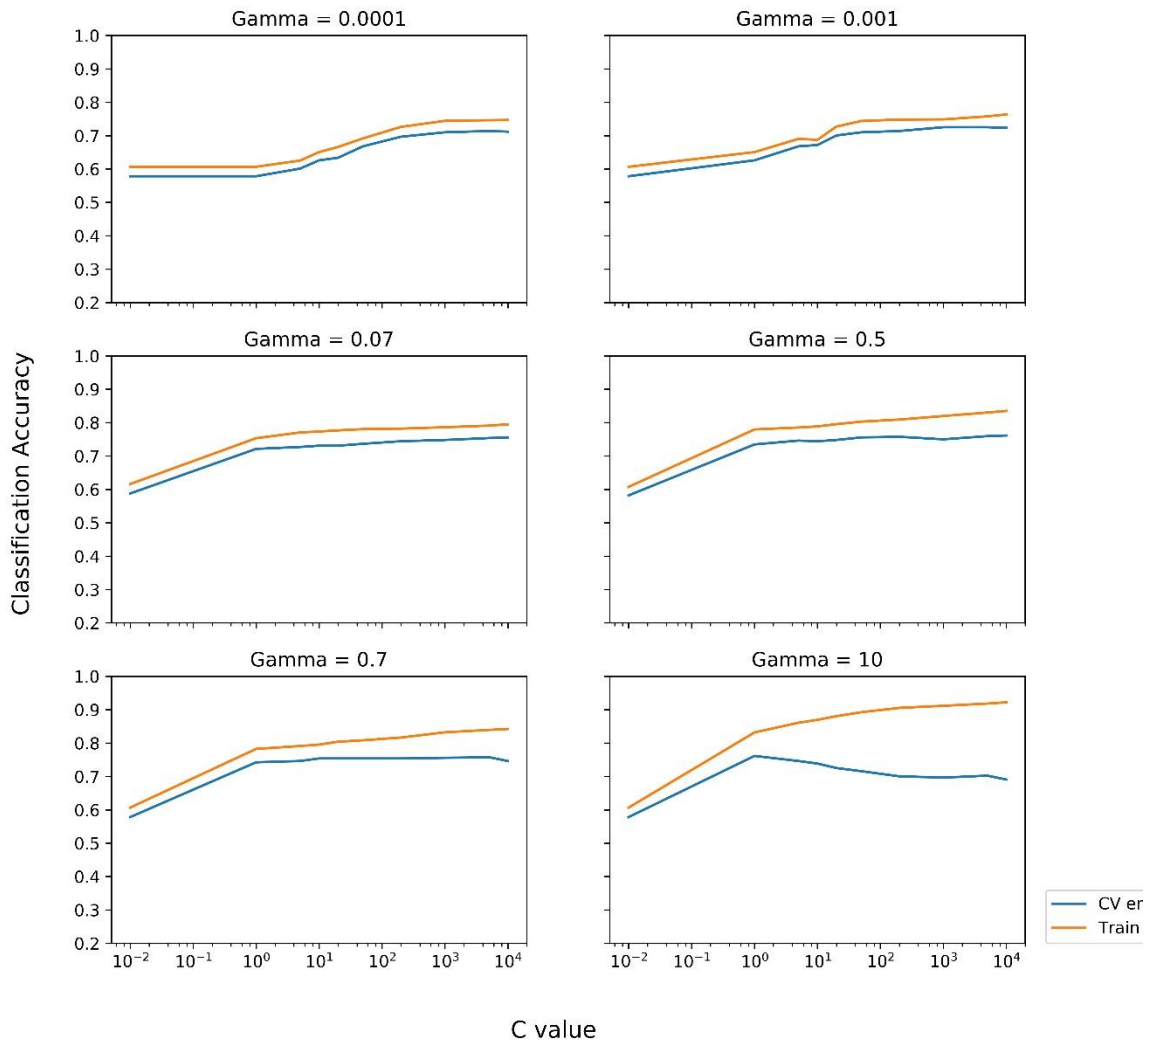 Gamma = 0.0001
1.0
0.9
0.8
0.7
0.6
0.5
0.4
0.3
0.2
Gamma = 0.001
Gamma = 0.07
1.0
0.9
0.8
0.7
0.6
0.5
0.4
0.3
0.2
Gamma = 0.5
Classification Accuracy
Gamma = 0.7
1.0
0.9
0.8
0.7
0.6
0.5
0.4
0.3
0.2
10⁻² 10⁻¹ 10⁰ 10¹ 10² 10³ 10⁴
Gamma = 10
10⁻² 10⁻¹ 10⁰ 10¹ 10² 10³ 10⁴
CV er
Train
C value